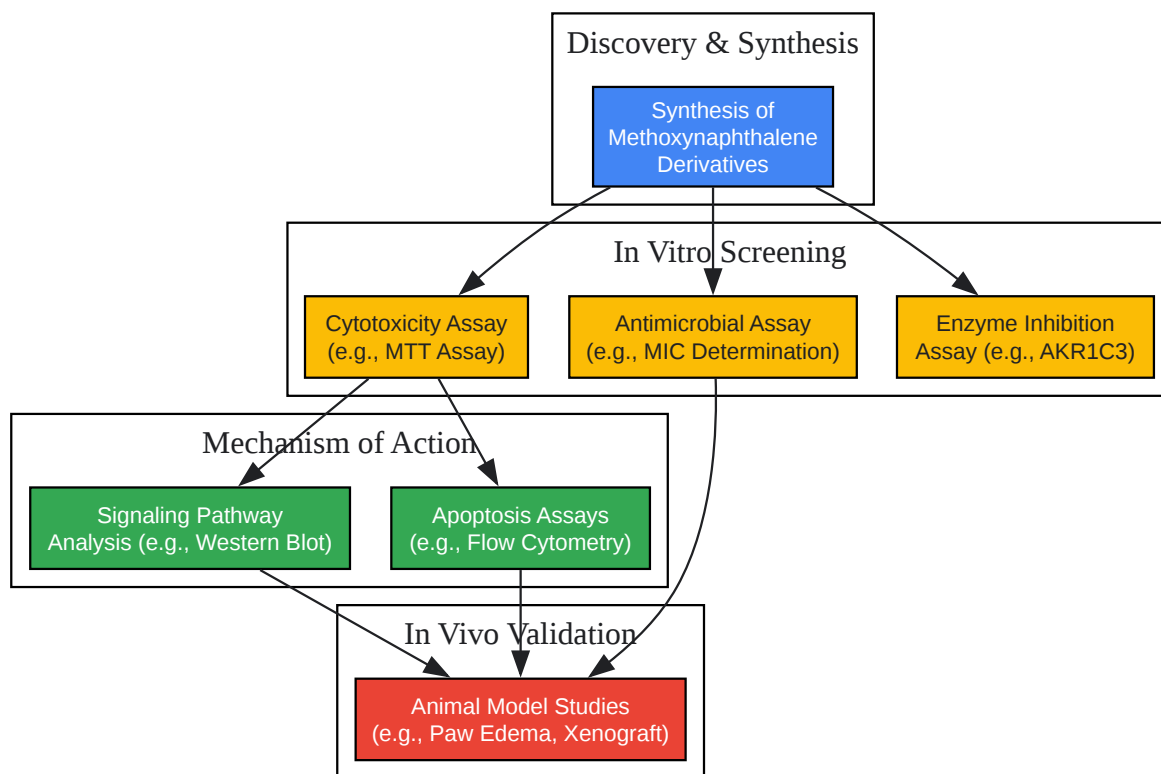 Discovery & Synthesis
Synthesis of
Methoxynaphthalene
Derivatives
In Vitro Screening
Cytotoxicity Assay
(e.g., MTT Assay)
Antimicrobial Assay
(e.g., MIC Determination)
Enzyme Inhibition
Assay (e.g., AKR1C3)
Mechanism of Action
Signaling Pathway
Analysis (e.g., Western Blot)
Apoptosis Assays
(e.g., Flow Cytometry)
In Vivo Validation
Animal Model Studies
(e.g., Paw Edema, Xenograft)